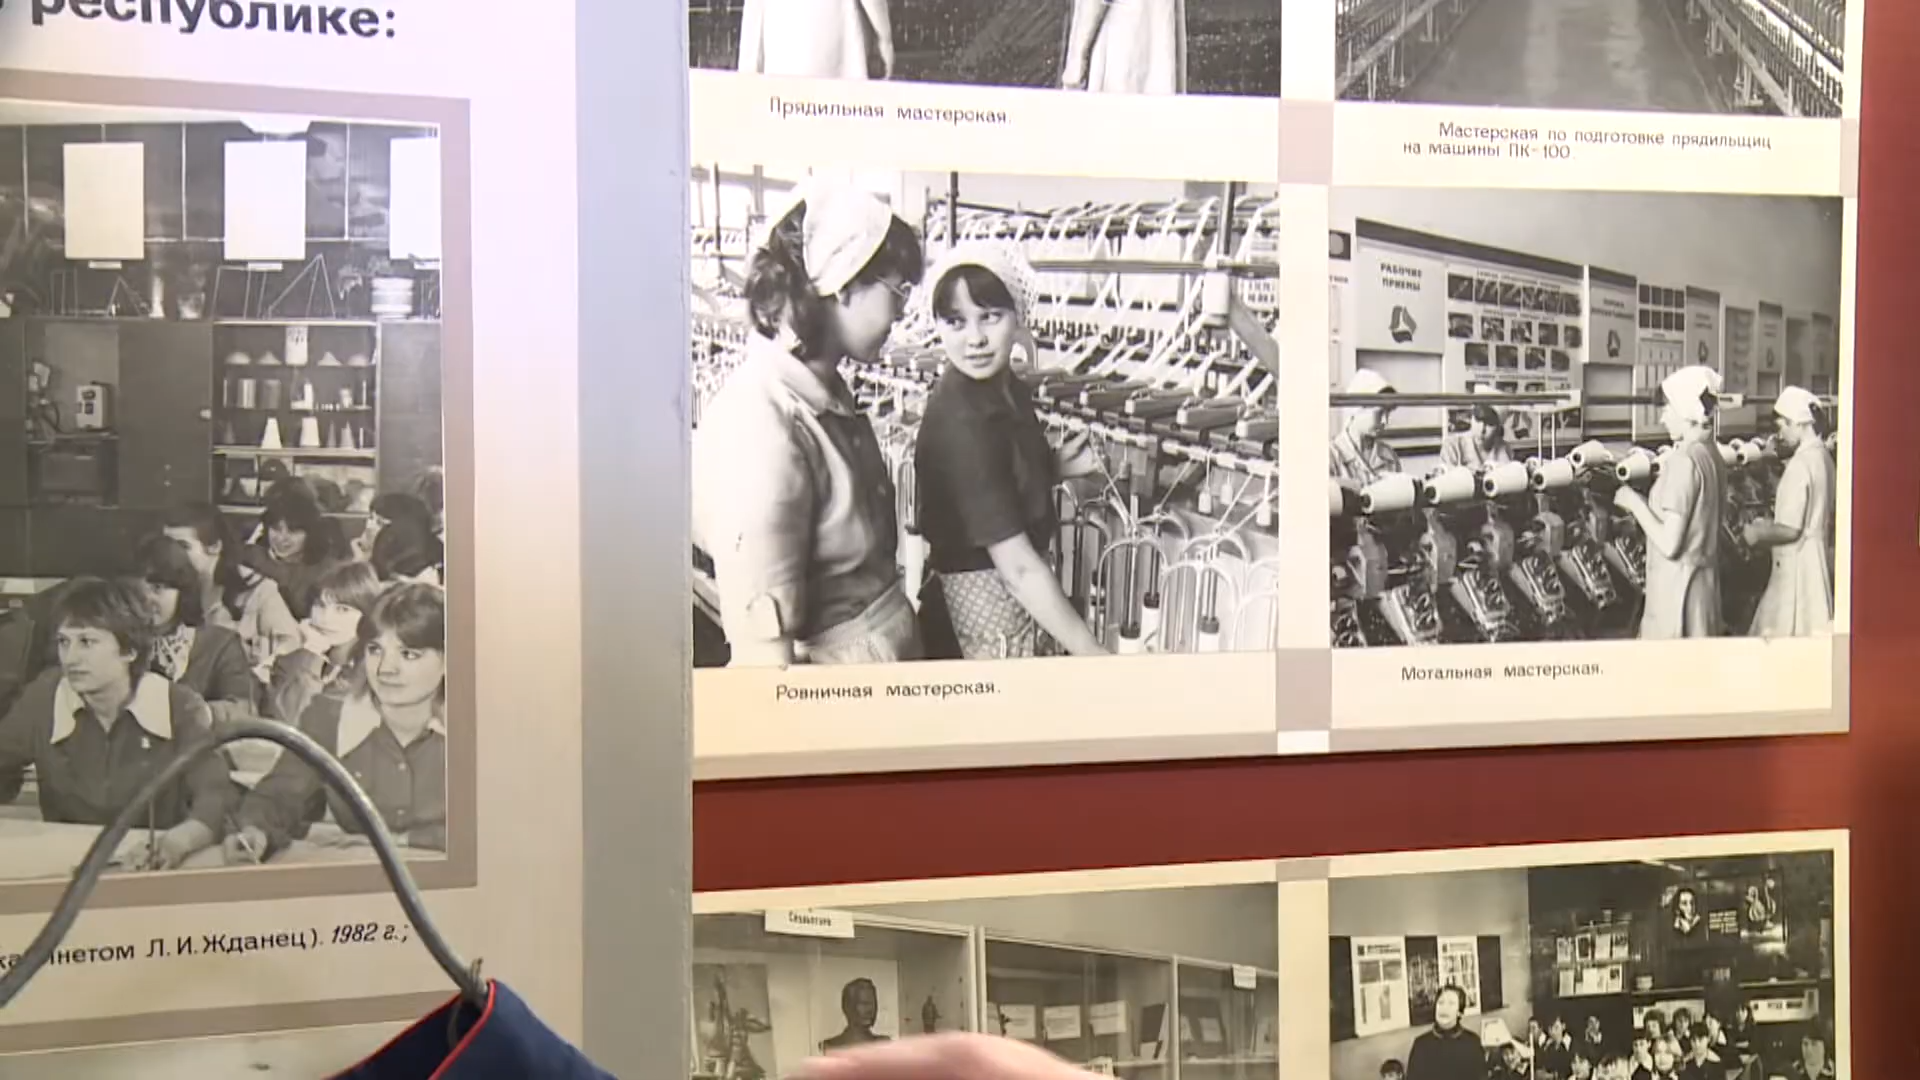 республике:
Прядильная мастерская.
Мастерская по подготовке прядильщиц
на машины ПК-100.
РАБОЧИЕ
ПРИЕМЫ
Ровничная мастерская.
Мотальная мастерская.
Л.И.Жданец). 1982 г.;